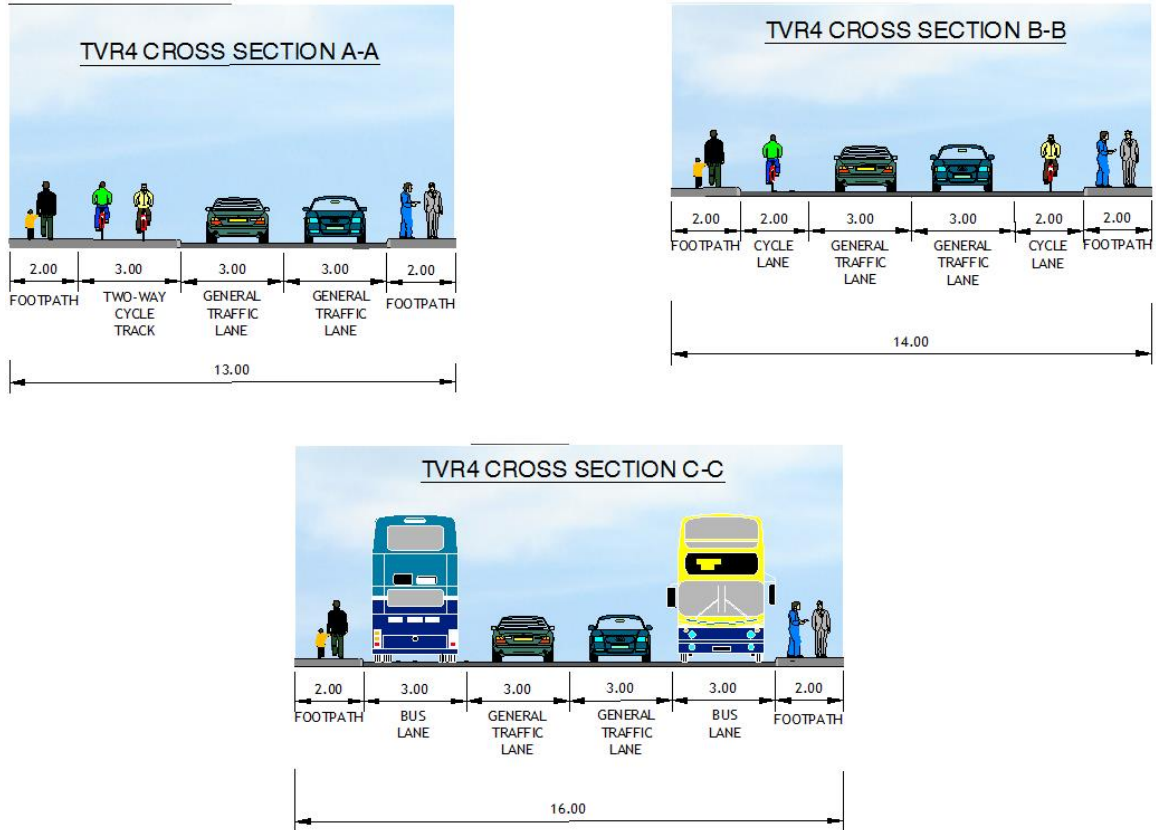 TVR4 CROSS SECTION A-A
2.00 3.00 3.00 3.00 2.00
FOOTPATH TWO-WAY GENERAL GENERAL FOOTPATH
CYCLE TRAFFIC TRAFFIC
TRACK LANE LANE
13.00
TVR4 CROSS SECTION B-B
2.00 2.00 3.00 3.00 2.00 2.00
FOOTPATH CYCLE GENERAL GENERAL CYCLE FOOTPATH
LANE TRAFFIC TRAFFIC LANE
LANE LANE
14.00
TVR4 CROSS SECTION C-C
2.00 3.00 3.00 3.00 3.00 2.00
FOOTPATH BUS GENERAL GENERAL BUS FOOTPATH
LANE TRAFFIC TRAFFIC LANE
LANE LANE
16.00